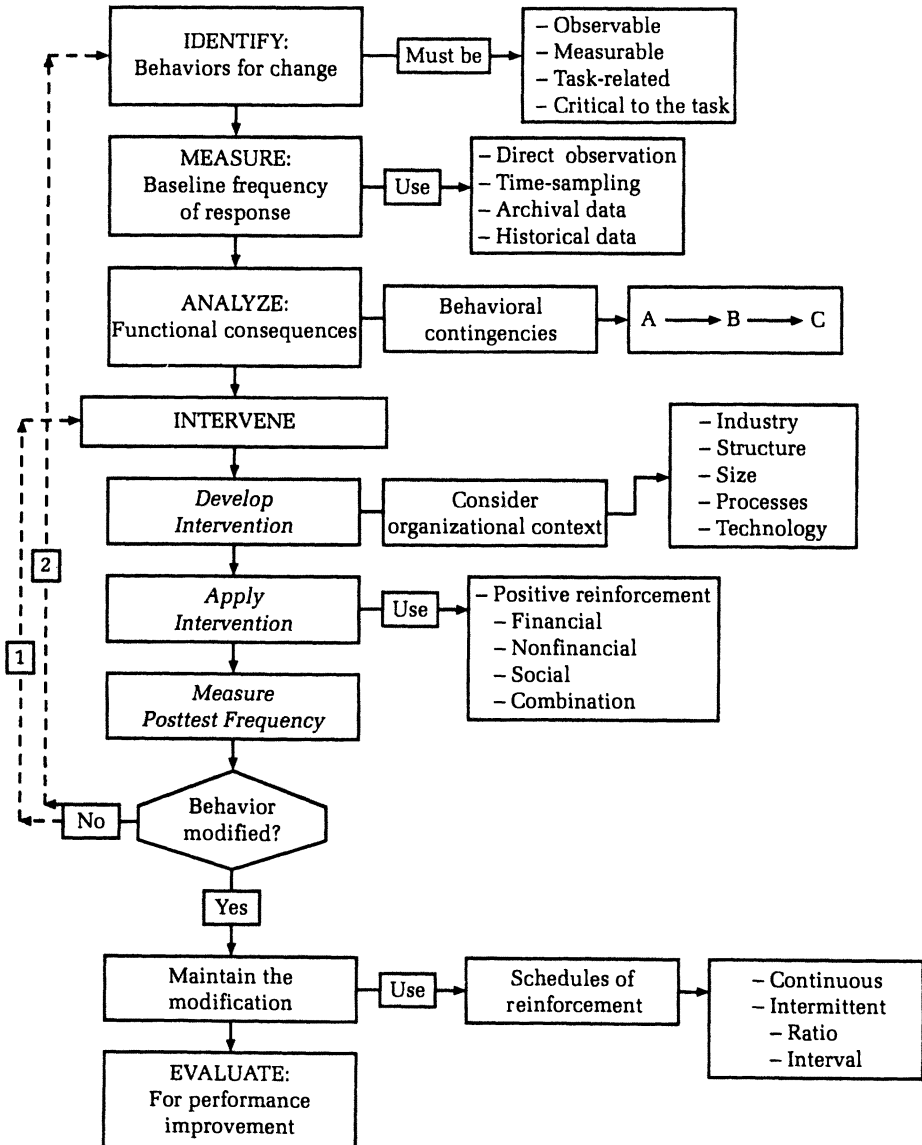 IDENTIFY:
Behaviors for change
Must be
– Observable
– Measurable
– Task-related
– Critical to the task
MEASURE:
Baseline frequency
of response
Use
– Direct observation
– Time-sampling
– Archival data
– Historical data
ANALYZE:
Functional consequences
Behavioral
contingencies
A B C
INTERVENE
Develop
Intervention
Consider
organizational context
– Industry
– Structure
– Size
– Processes
– Technology
2
Apply
Intervention
Use
– Positive reinforcement
– Financial
– Nonfinancial
– Social
– Combination
1
Measure
Posttest Frequency
Behavior
modified?
No
Yes
Maintain the
modification
Use
Schedules of
reinforcement
– Continuous
– Intermittent
– Ratio
– Interval
EVALUATE:
For performance
improvement